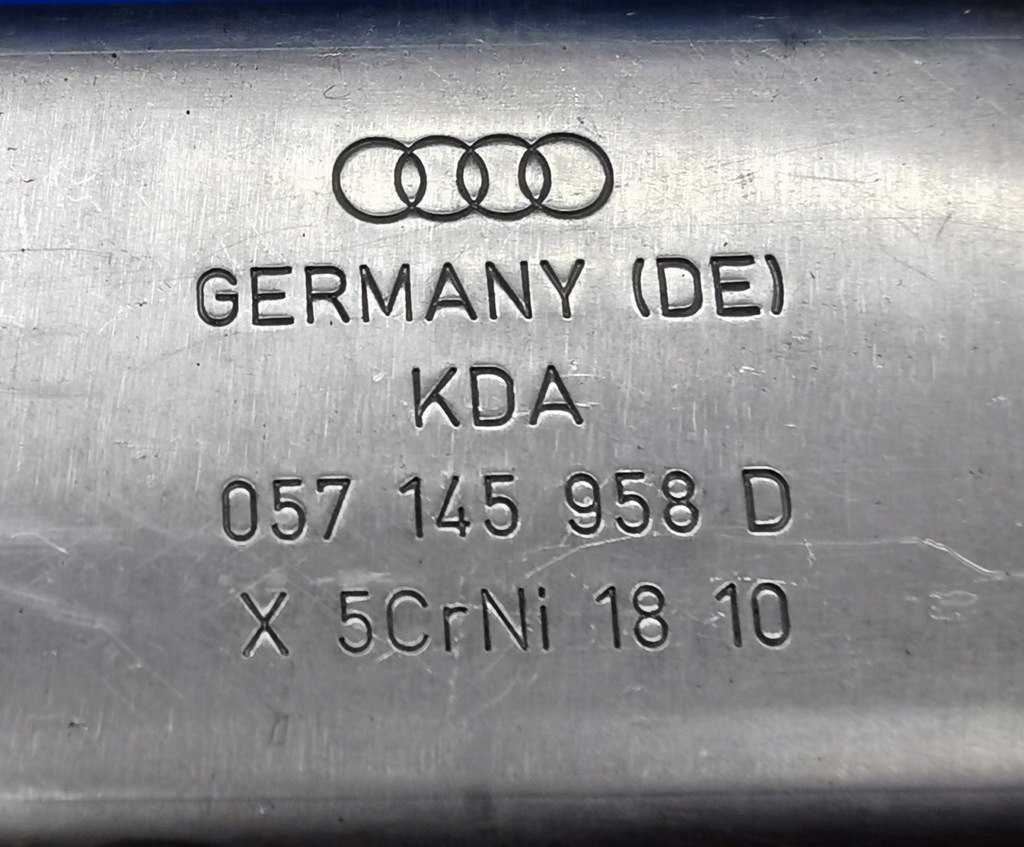 GERMANY (DE)
KDA
057 145 958 D
X 5CrNi 18 10